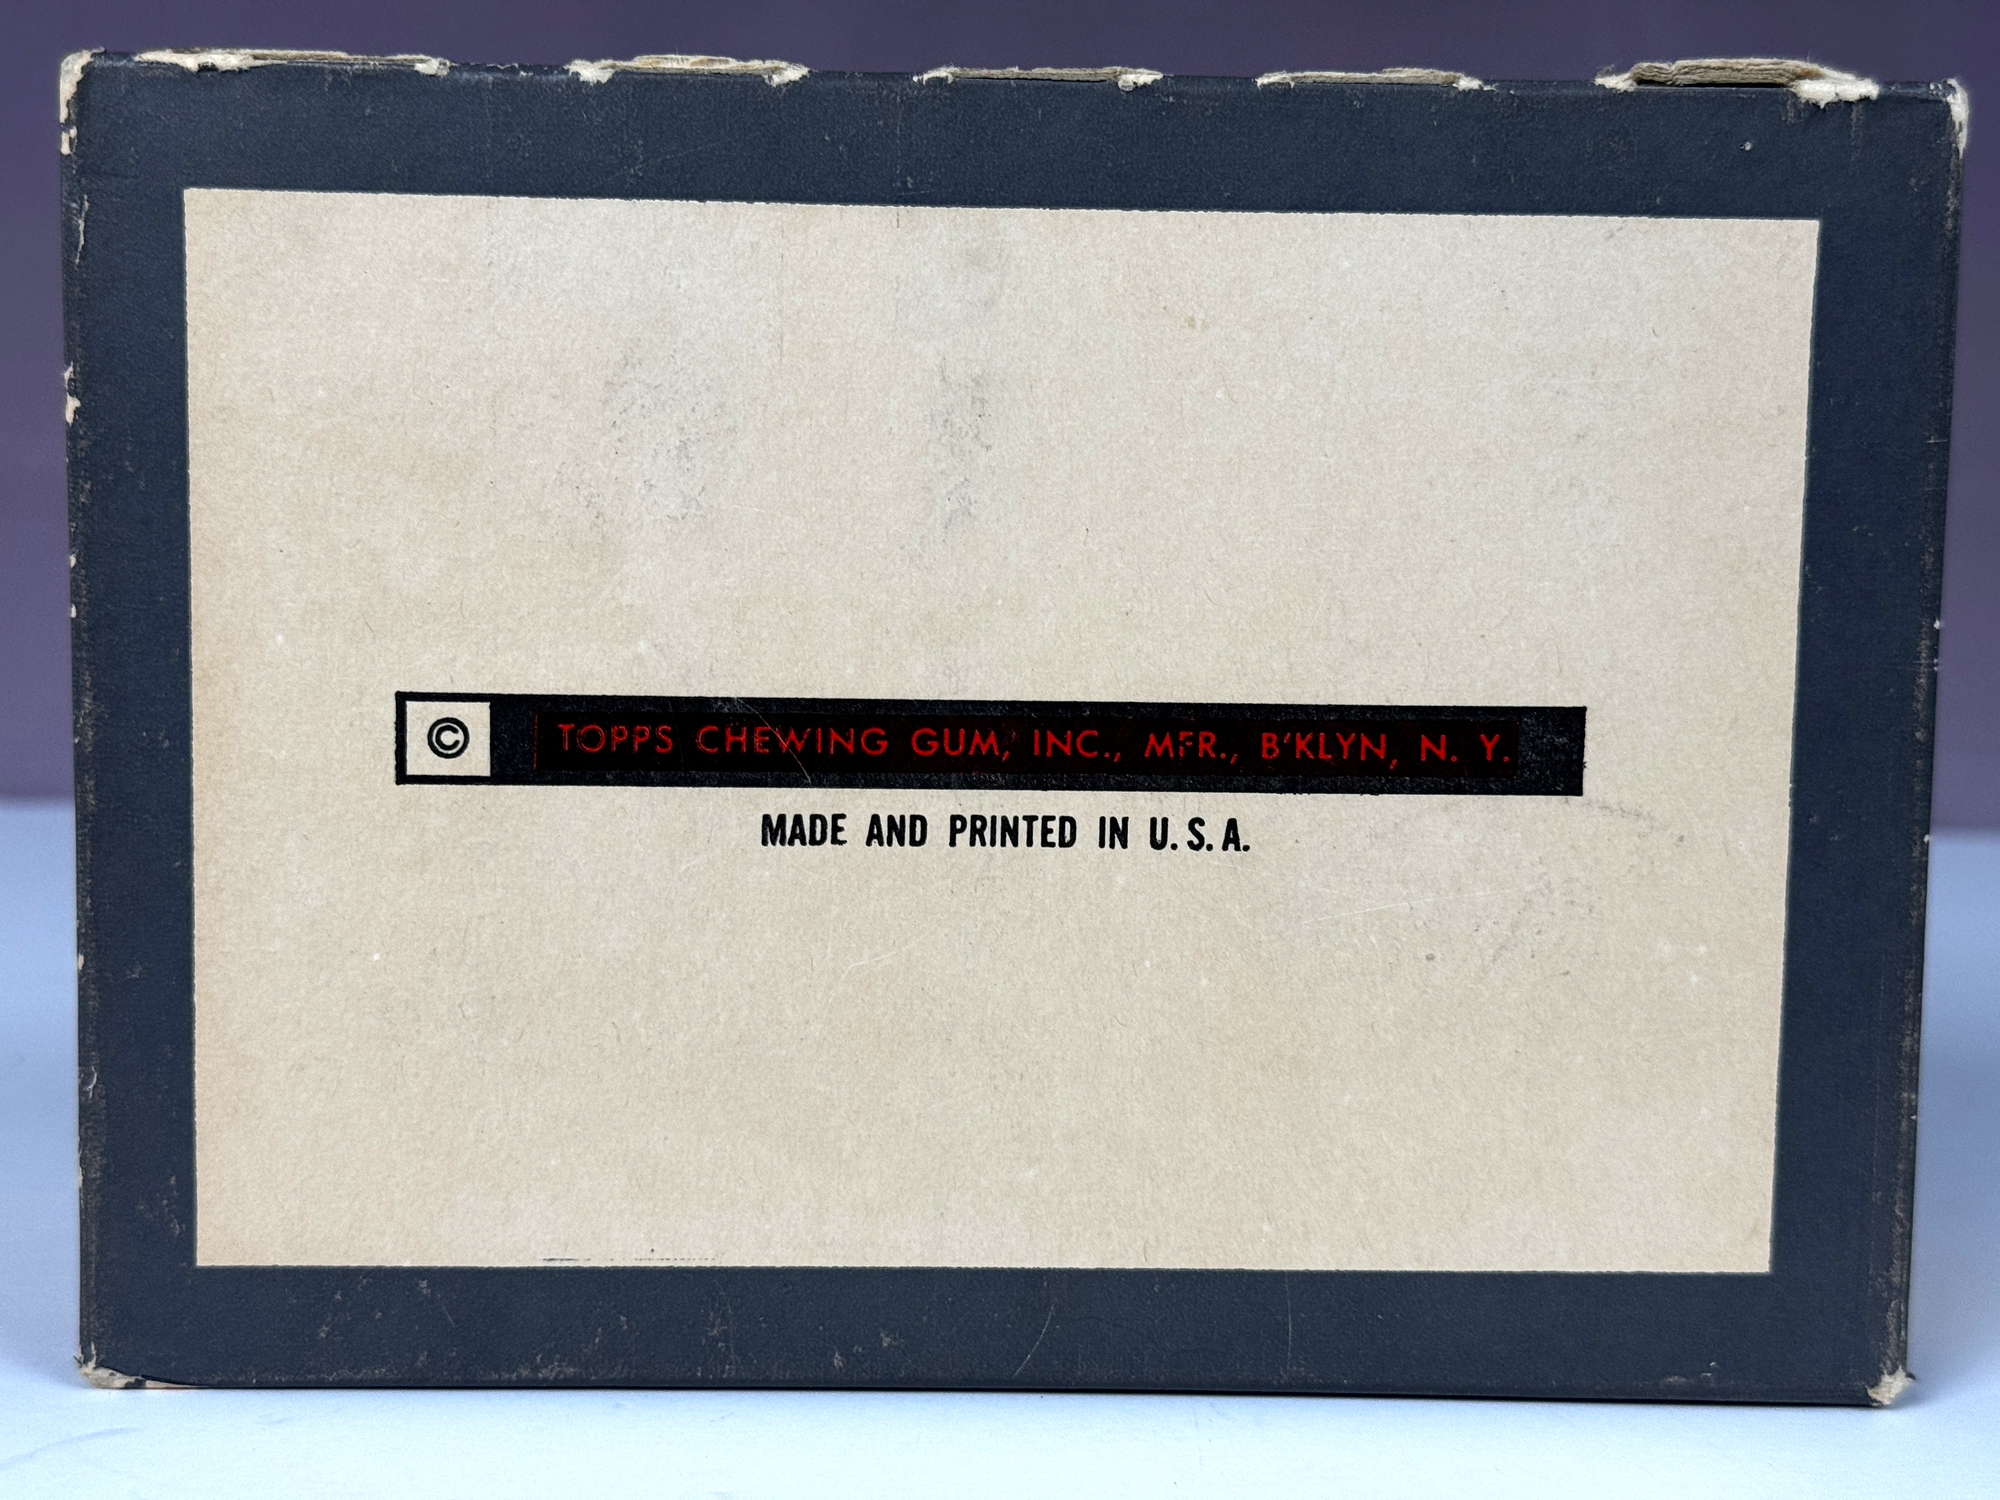 © TOPPS CHEWING GUM, INC., MFR., B'KLYN, N. Y.
MADE AND PRINTED IN U.S.A.